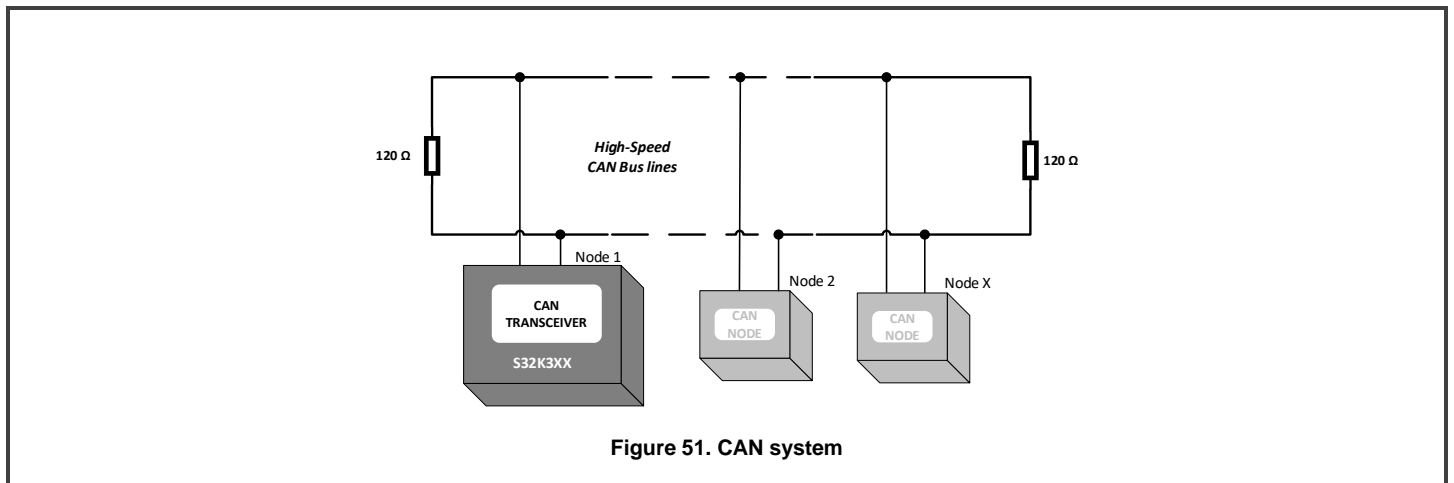 120 Ω
High-Speed
CAN Bus lines
120 Ω
Node 1
CAN
TRANSCEIVER
S32K3XX
Node 2
CAN
NODE
Node X
CAN
NODE
Figure 51. CAN system